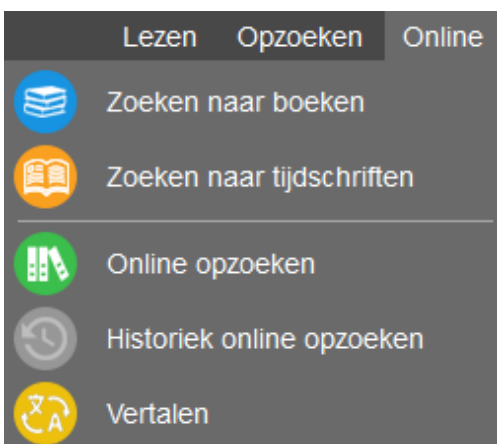 Lezen Opzoeken Online
Zoeken naar boeken
Zoeken naar tijdschriften
Online opzoeken
Historiek online opzoeken
Vertalen